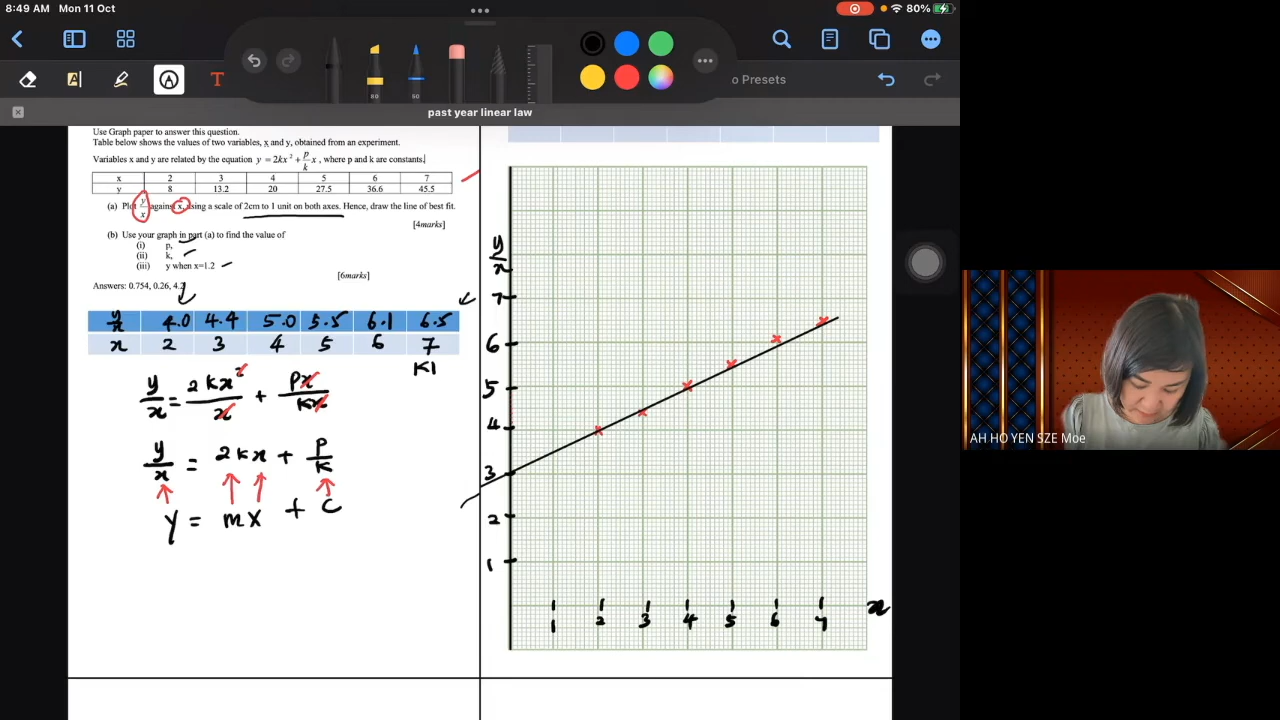 8:49 AM Mon 11 Oct
80%
T
o Presets
past year linear law
Use Graph paper to answer this question.
Table below shows the values of two variables, x and y, obtained from an experiment.
Variables x and y are related by the equation y = 2kx² + p/k x , where p and k are constants.
x 2 3 4 5 6 7
y 8 13.2 20 27.5 36.6 45.5
(a) Plot y/x against x, using a scale of 2cm to 1 unit on both axes. Hence, draw the line of best fit.
[4marks]
(b) Use your graph in part (a) to find the value of
(i) p,
(ii) k,
(iii) y when x=1.2
[6marks]
Answers: 0.754, 0.26, 4.2
y/x 4.0 4.4 5.0 5.5 6.1 6.5
x 2 3 4 5 6 7
K1
y/x = 2kx²/x + px/kx
y/x = 2kx + p/k
Y = mX + C
y/x
7
6
5
4
3
2
1
1 2 3 4 5 6 7 x
AH HO YEN SZE Moe